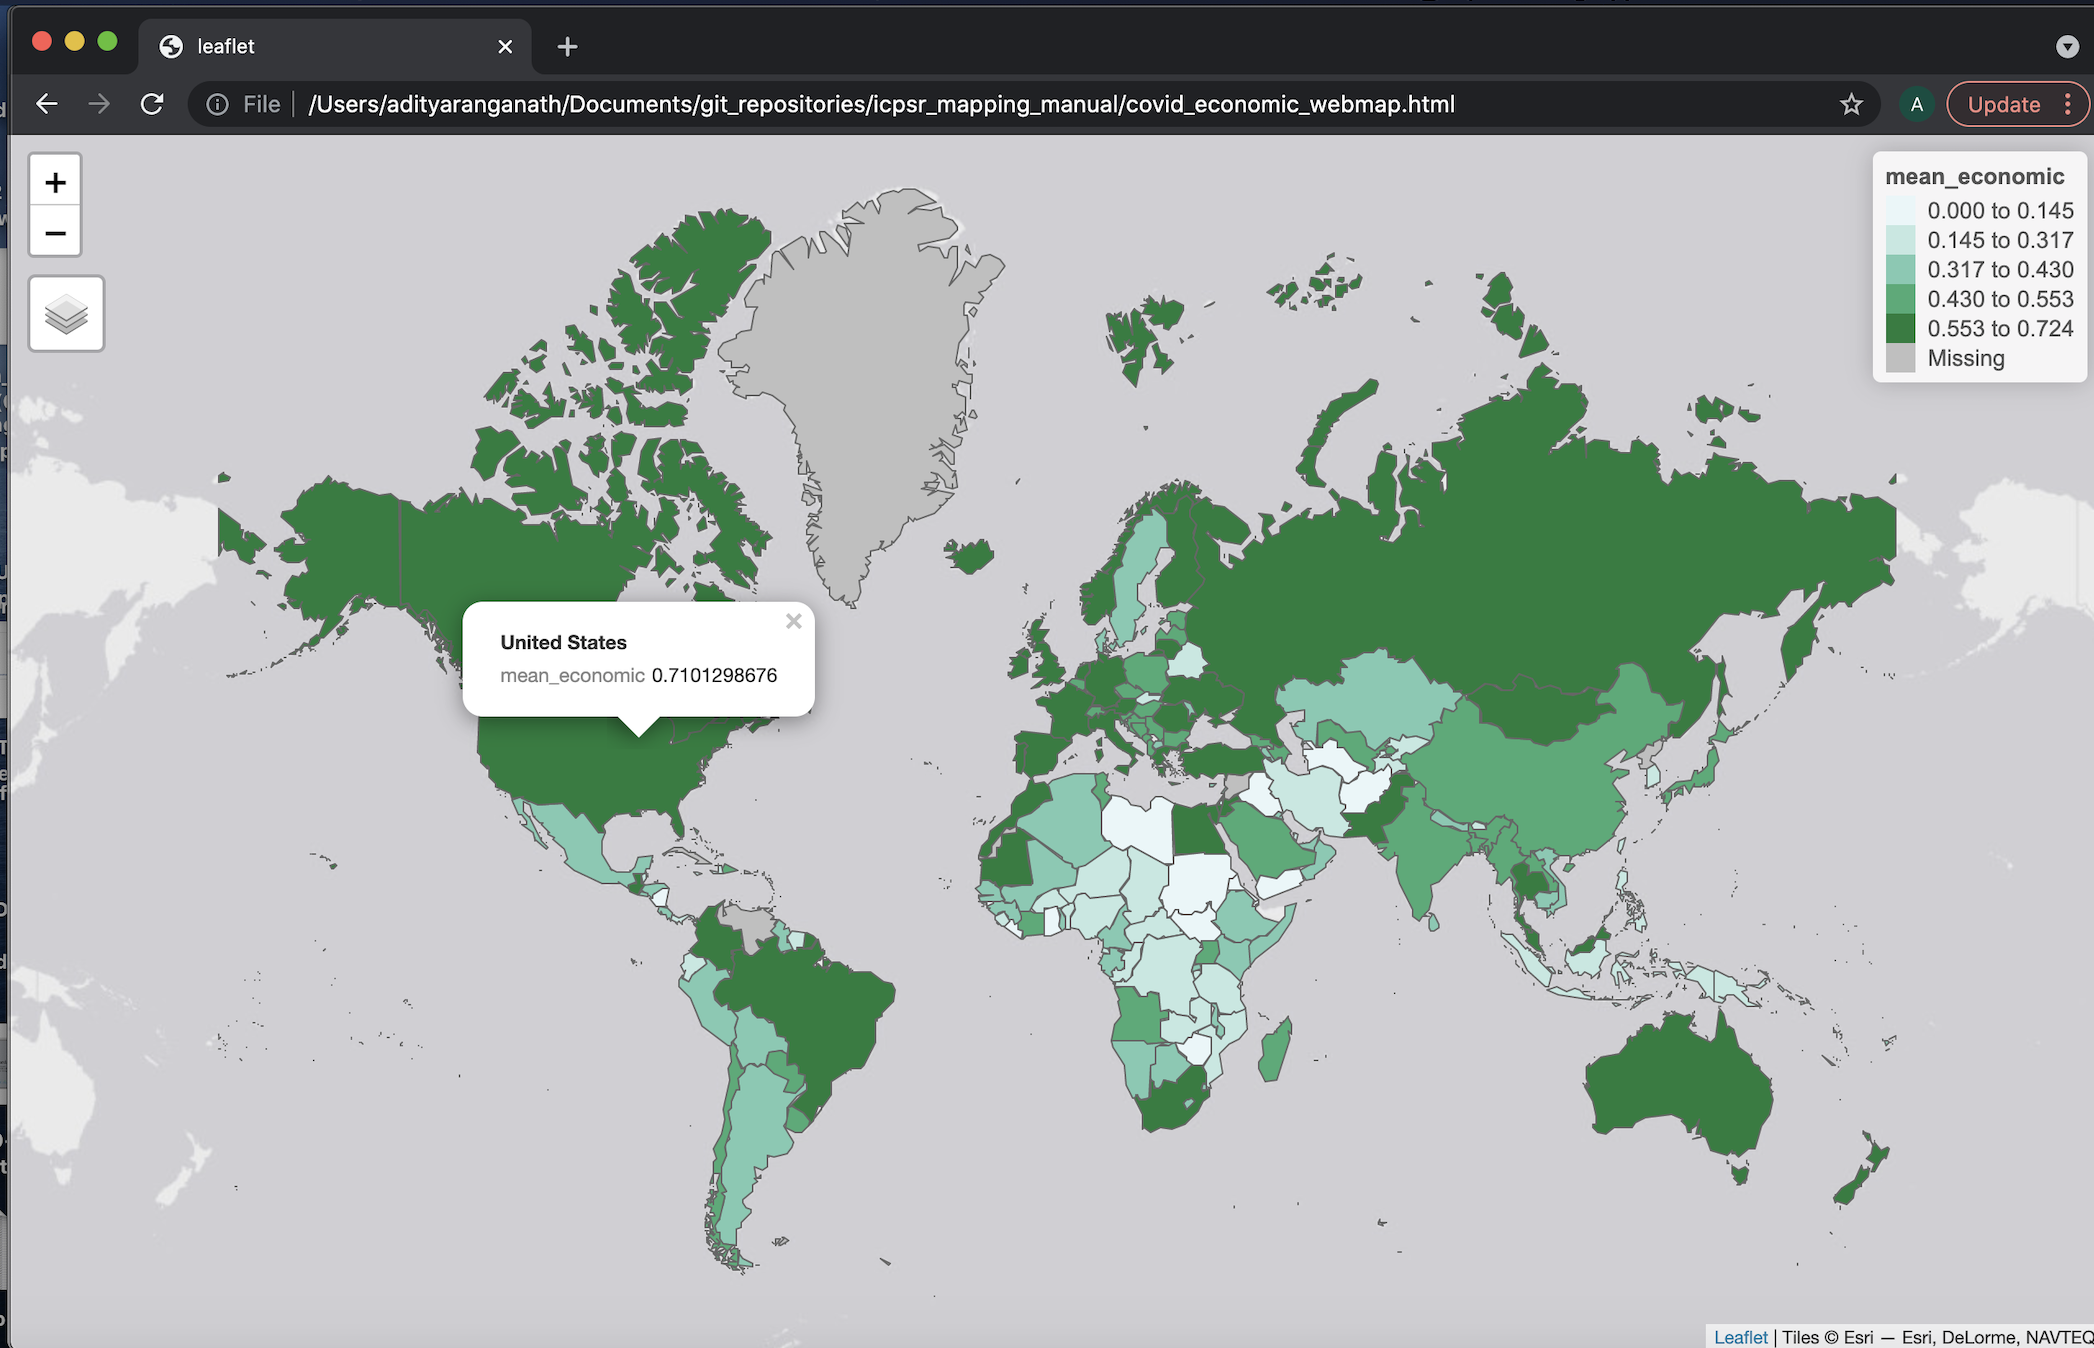 leaflet
File /Users/adityaranganath/Documents/git_repositories/icpsr_mapping_manual/covid_economic_webmap.html
A
Update
+
−
mean_economic
0.000 to 0.145
0.145 to 0.317
0.317 to 0.430
0.430 to 0.553
0.553 to 0.724
Missing
United States
mean_economic 0.7101298676
Leaflet | Tiles © Esri — Esri, DeLorme, NAVTEQ